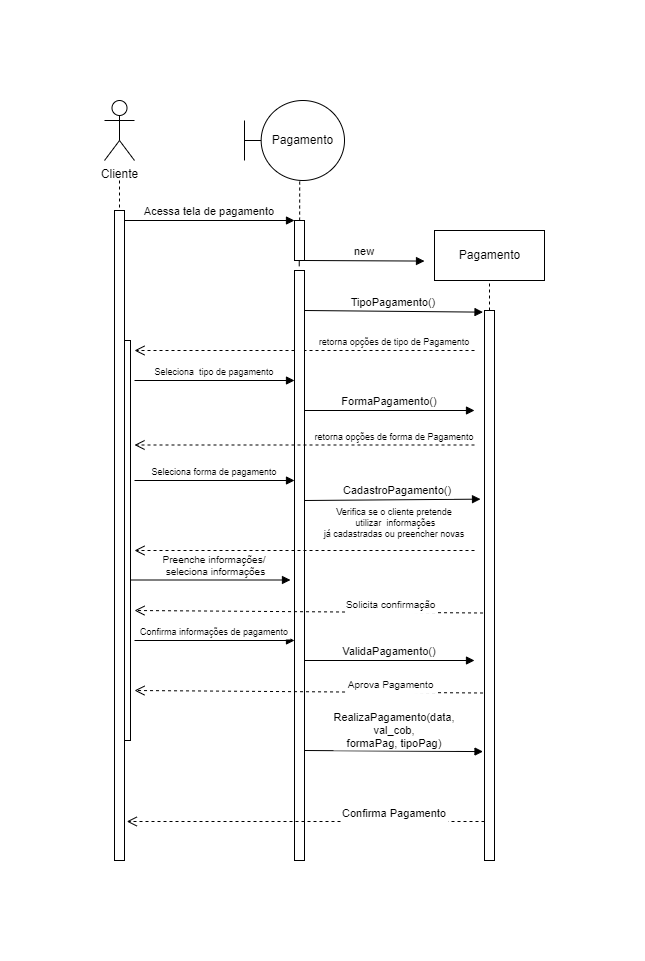 Pagamento
Cliente
Acessa tela de pagamento
new
Pagamento
TipoPagamento()
retorna opções de tipo de Pagamento
Seleciona tipo de pagamento
FormaPagamento()
retorna opções de forma de Pagamento
Seleciona forma de pagamento
CadastroPagamento()
Verifica se o cliente pretende
utilizar informações
já cadastradas ou preencher novas
Preenche informações/
seleciona informações
Solicita confirmação
Confirma informações de pagamento
ValidaPagamento()
Aprova Pagamento
RealizaPagamento(data,
val_cob,
formaPag, tipoPag)
Confirma Pagamento